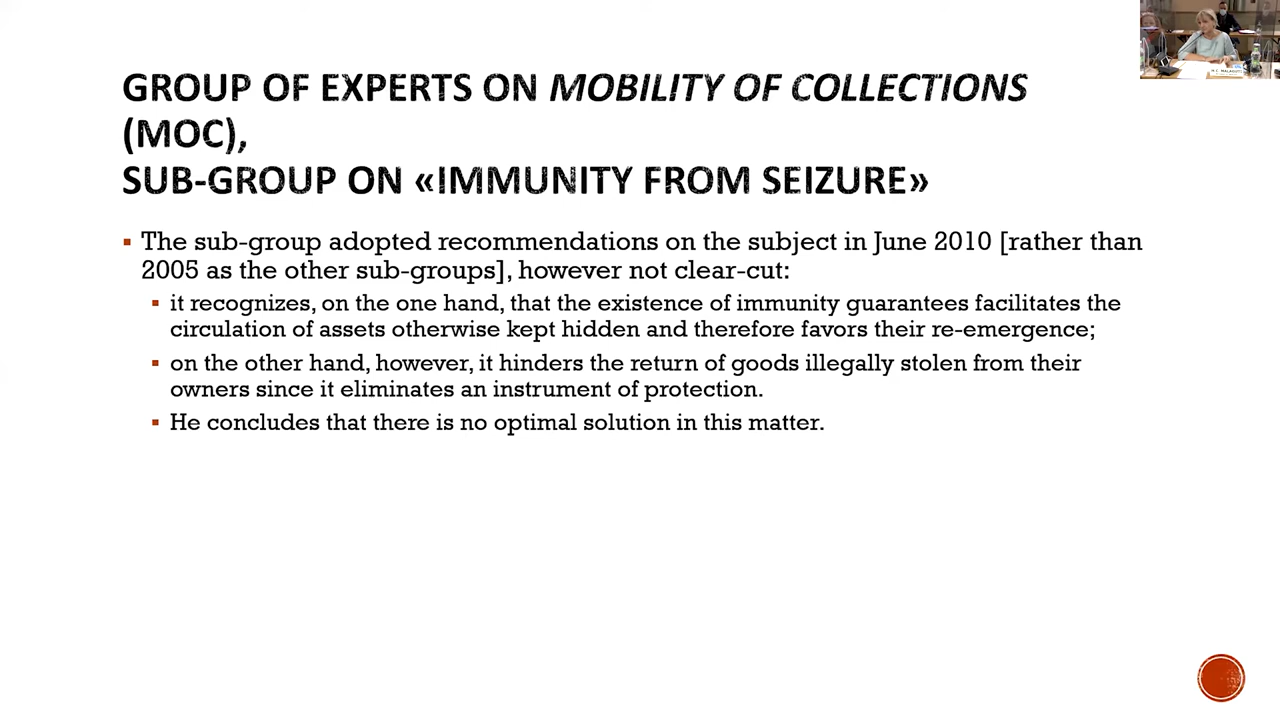 GROUP OF EXPERTS ON MOBILITY OF COLLECTIONS
(MOC),
SUB-GROUP ON «IMMUNITY FROM SEIZURE»
▪ The sub-group adopted recommendations on the subject in June 2010 [rather than
2005 as the other sub-groups], however not clear-cut:
▪ it recognizes, on the one hand, that the existence of immunity guarantees facilitates the
circulation of assets otherwise kept hidden and therefore favors their re-emergence;
▪ on the other hand, however, it hinders the return of goods illegally stolen from their
owners since it eliminates an instrument of protection.
▪ He concludes that there is no optimal solution in this matter.